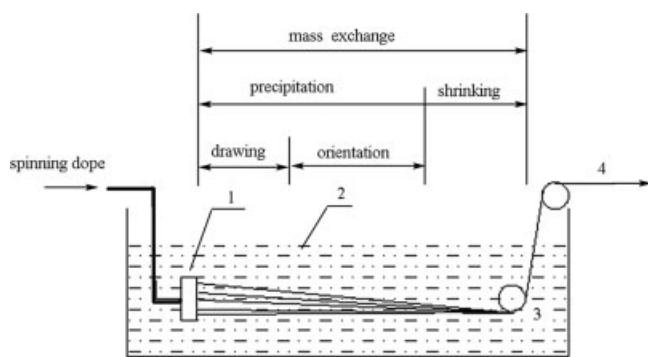 mass exchange
precipitation
shrinking
drawing
orientation
spinning dope
4
1
2
3